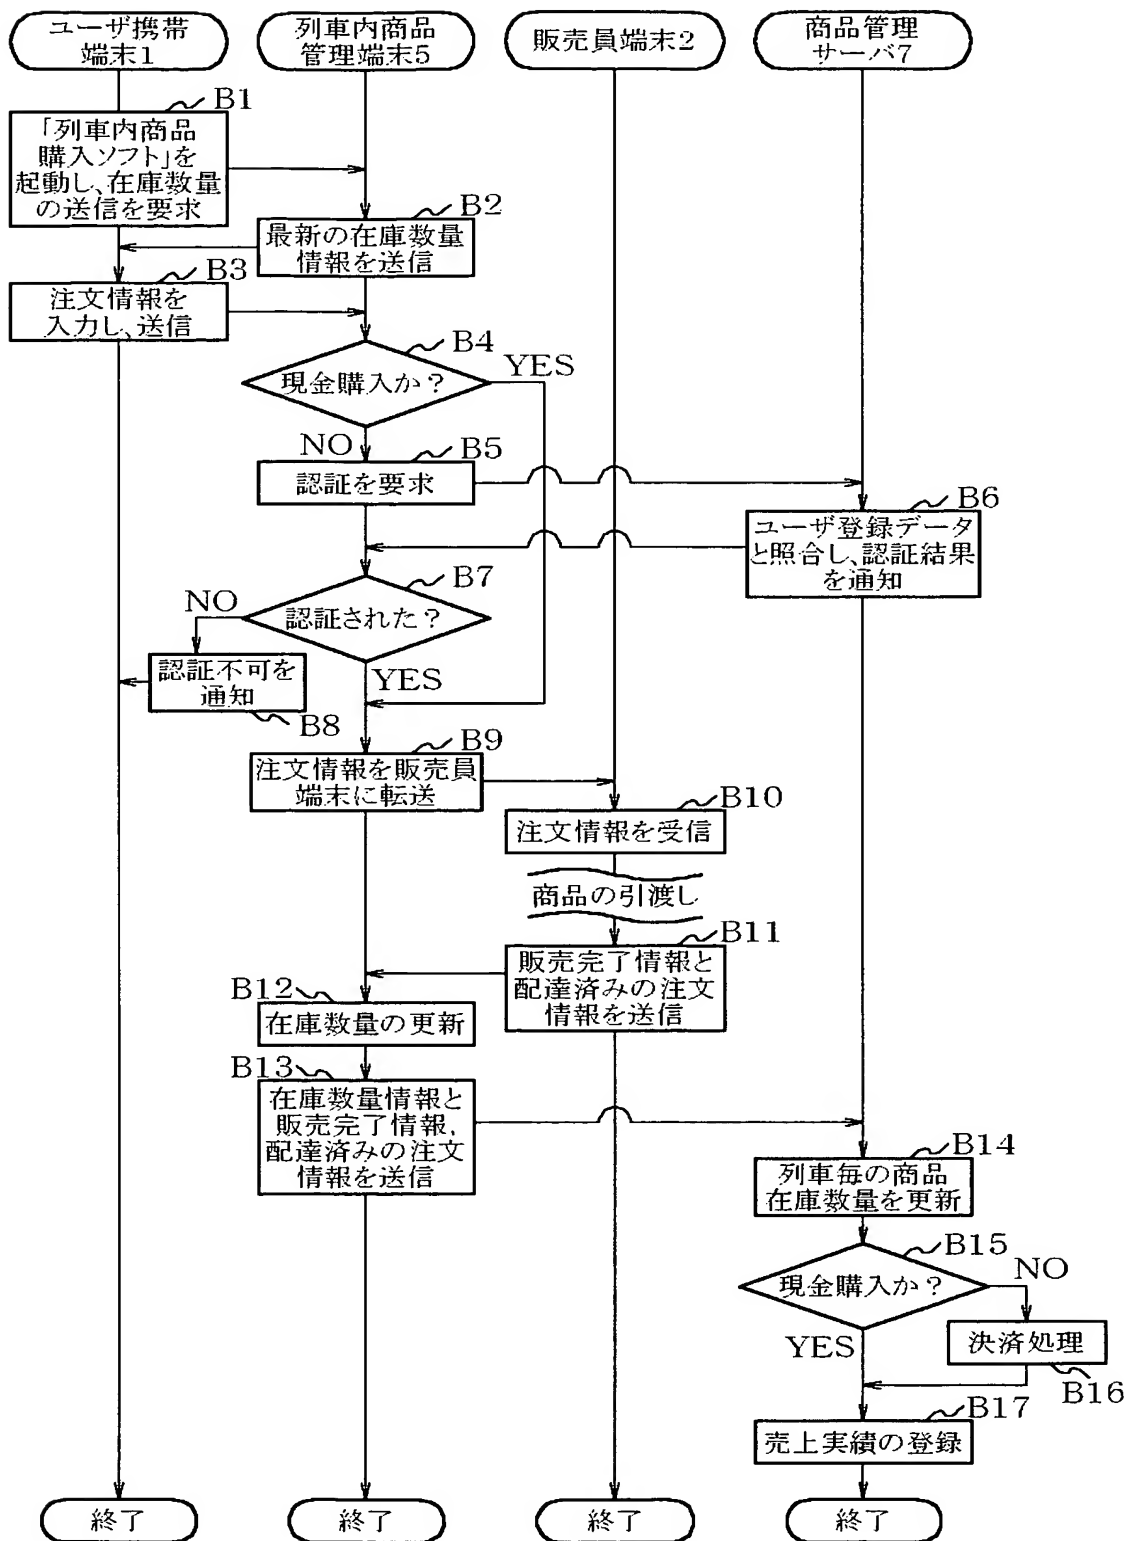 ユーザ携帯
端末1
列車内商品
管理端末5
販売員端末2
商品管理
サーバ7
B1
「列車内商品
購入ソフト」を
起動し、在庫数量
の送信を要求
B2
最新の在庫数量
情報を送信
B3
注文情報を
入力し、送信
B4
現金購入か？
YES
NO
B5
認証を要求
B6
ユーザ登録データ
と照合し、認証結果
を通知
B7
認証された？
NO
YES
認証不可を
通知
B8
B9
注文情報を販売員
端末に転送
B10
注文情報を受信
商品の引渡し
B11
販売完了情報と
配達済みの注文
情報を送信
B12
在庫数量の更新
B13
在庫数量情報と
販売完了情報,
配達済みの注文
情報を送信
B14
列車毎の商品
在庫数量を更新
B15
現金購入か？
NO
YES
決済処理
B16
B17
売上実績の登録
終了
終了
終了
終了